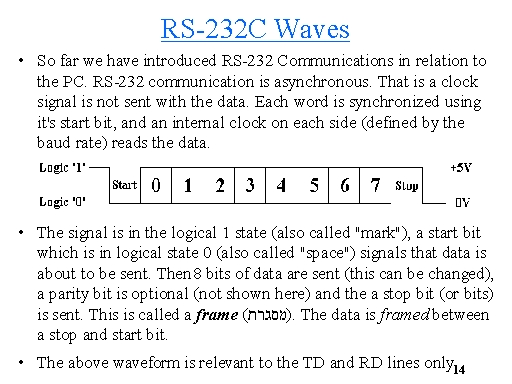 RS-232C Waves
• So far we have introduced RS-232 Communications in relation to
the PC. RS-232 communication is asynchronous. That is a clock
signal is not sent with the data. Each word is synchronized using
it's start bit, and an internal clock on each side (defined by the
baud rate) reads the data.
Logic '1' +5V
Start 0 1 2 3 4 5 6 7 Stop
Logic '0' 0V
• The signal is in the logical 1 state (also called "mark"), a start bit
which is in logical state 0 (also called "space") signals that data is
about to be sent. Then 8 bits of data are sent (this can be changed),
a parity bit is optional (not shown here) and the a stop bit (or bits)
is sent. This is called a frame (מסגרת). The data is framed between
a stop and start bit.
• The above waveform is relevant to the TD and RD lines only.
14